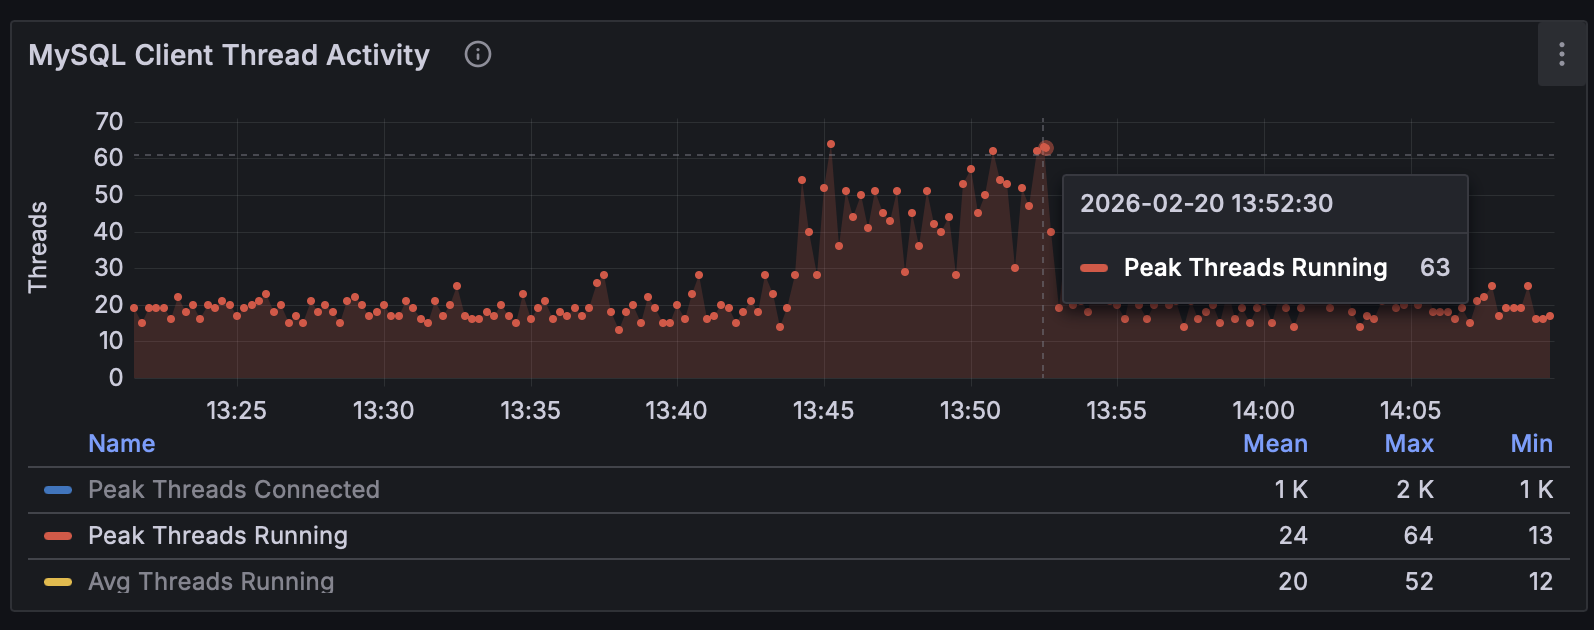 MySQL Client Thread Activity
Threads
70
60
50
40
30
20
10
0
2026-02-20 13:52:30
Peak Threads Running 63
13:25 13:30 13:35 13:40 13:45 13:50 13:55 14:00 14:05
Name Mean Max Min
Peak Threads Connected 1 K 2 K 1 K
Peak Threads Running 24 64 13
Avg Threads Running 20 52 12